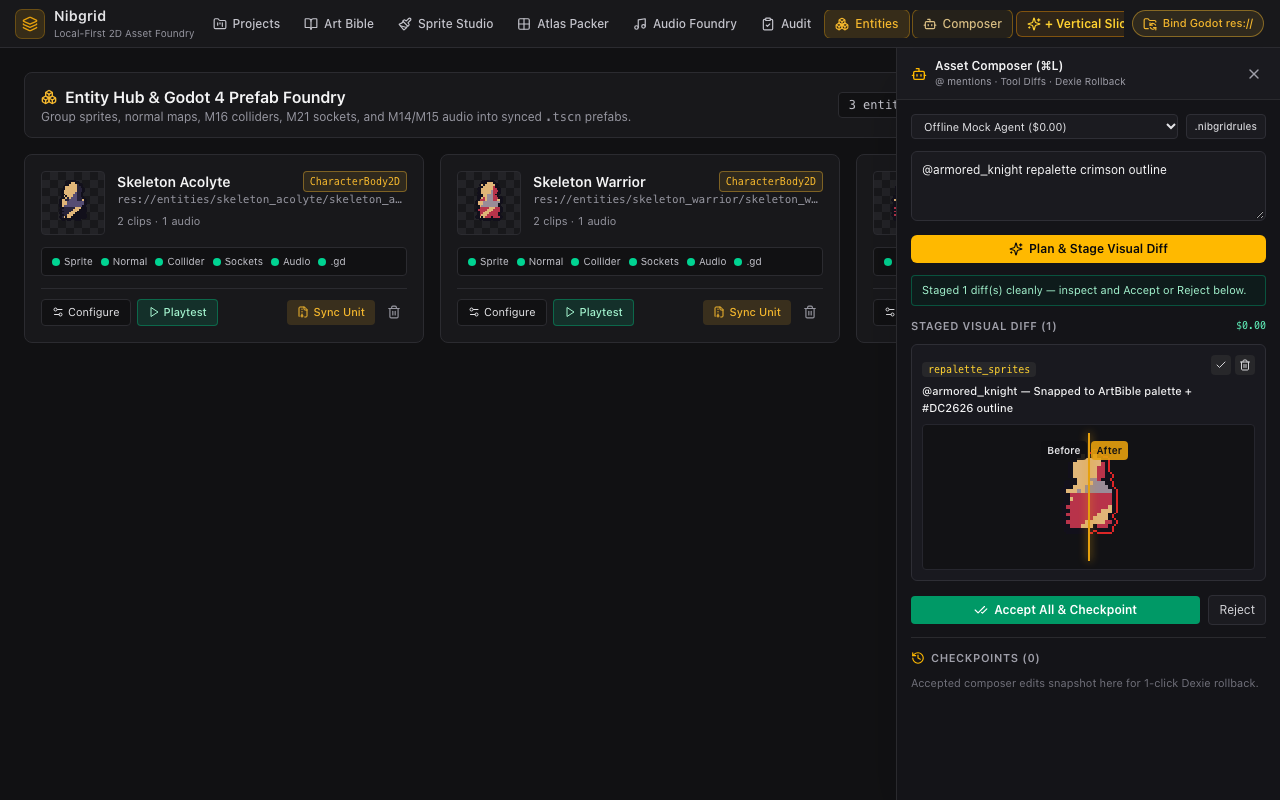 Nibgrid
Local-First 2D Asset Foundry
Projects
Art Bible
Sprite Studio
Atlas Packer
Audio Foundry
Audit
Entities
Composer
+ Vertical Slic
Bind Godot res://
Entity Hub & Godot 4 Prefab Foundry
Group sprites, normal maps, M16 colliders, M21 sockets, and M14/M15 audio into synced .tscn prefabs.
3 entit
Skeleton Acolyte
CharacterBody2D
res://entities/skeleton_acolyte/skeleton_a…
2 clips · 1 audio
Sprite
Normal
Collider
Sockets
Audio
.gd
Configure
Playtest
Sync Unit
Skeleton Warrior
CharacterBody2D
res://entities/skeleton_warrior/skeleton_w…
2 clips · 1 audio
Sprite
Normal
Collider
Sockets
Audio
.gd
Configure
Playtest
Sync Unit
Asset Composer (⌘L)
@ mentions · Tool Diffs · Dexie Rollback
Offline Mock Agent ($0.00)
.nibgridrules
@armored_knight repalette crimson outline
Plan & Stage Visual Diff
Staged 1 diff(s) cleanly — inspect and Accept or Reject below.
STAGED VISUAL DIFF (1)
$0.00
repalette_sprites
@armored_knight — Snapped to ArtBible palette +
#DC2626 outline
Before
After
Accept All & Checkpoint
Reject
CHECKPOINTS (0)
Accepted composer edits snapshot here for 1-click Dexie rollback.